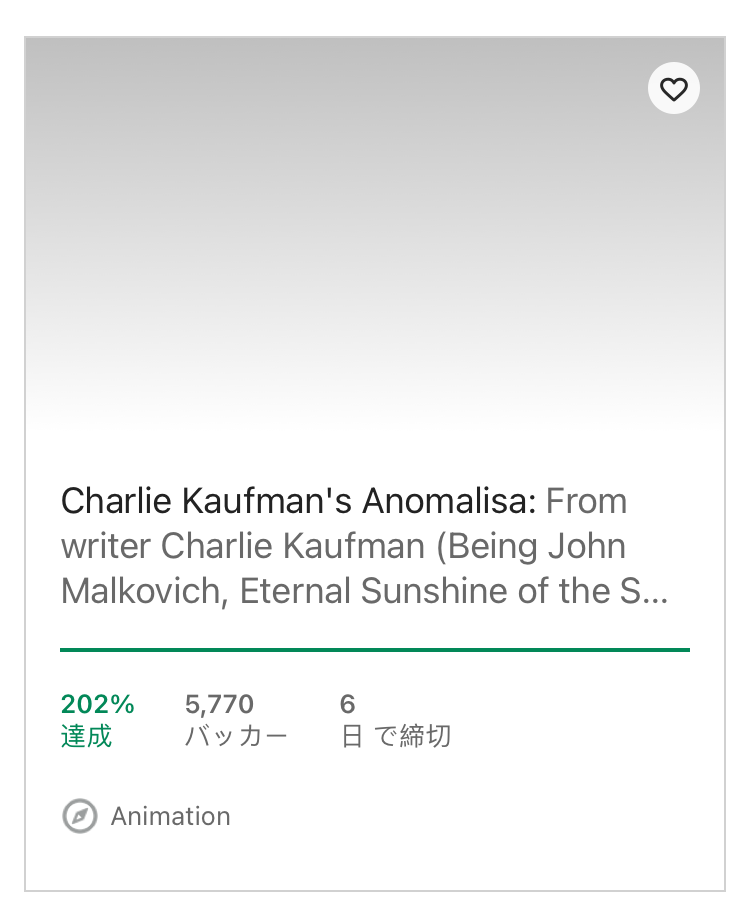 Charlie Kaufman's Anomalisa: From
writer Charlie Kaufman (Being John
Malkovich, Eternal Sunshine of the S...
202% 5,770 6
達成 バッカー 日 で締切
Animation